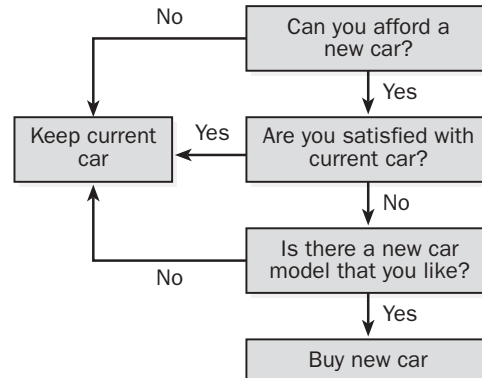 No
Can you afford a
new car?
Yes
Keep current
car
Yes
Are you satisfied with
current car?
No
No
Is there a new car
model that you like?
Yes
Buy new car